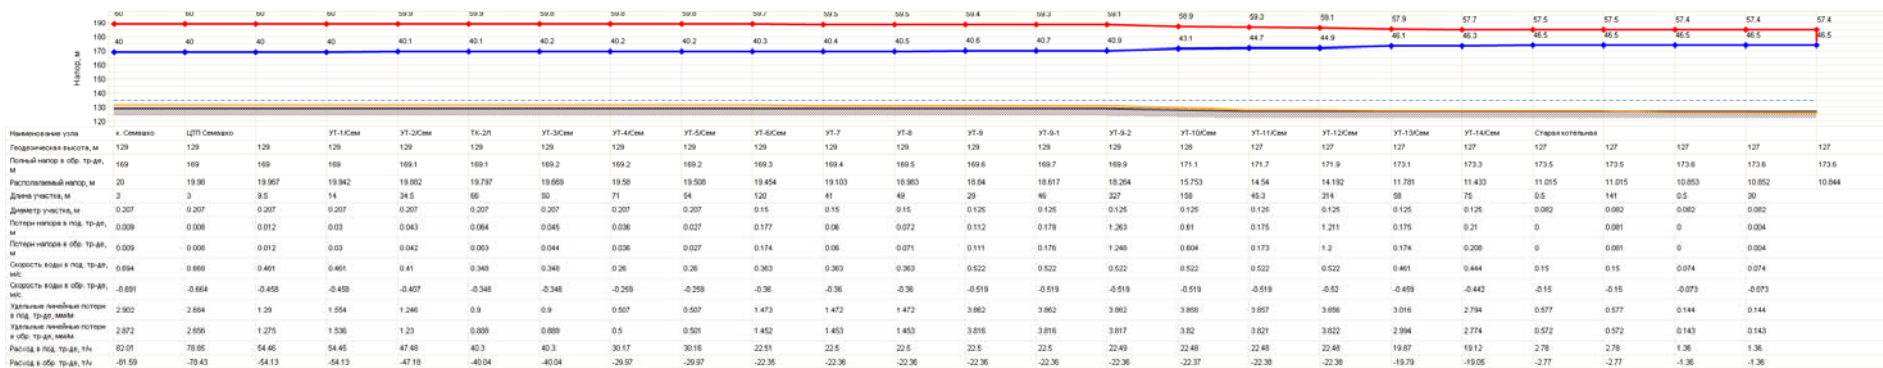 60 60 60 60 59.9 59.9 59.8 59.8 59.8 59.7 59.5 59.5 59.4 59.3 59.1 58.9 59.3 59.1 57.9 57.7 57.5 57.5 57.4 57.4 57.4
40 40 40 40 40.1 40.1 40.2 40.2 40.2 40.3 40.4 40.5 40.6 40.7 40.9 43.1 44.7 44.9 46.1 46.3 46.5 46.5 46.5 46.5 46.5
Напор, м
190
180
170
160
150
140
130
120
Наименование узла к. Семашко ЦТП Семашко УТ-1/Сем УТ-2/Сем ТК-2/1 УТ-3/Сем УТ-4/Сем УТ-5/Сем УТ-6/Сем УТ-7 УТ-8 УТ-9 УТ-9-1 УТ-9-2 УТ-10/Сем УТ-11/Сем УТ-12/Сем УТ-13/Сем УТ-14/Сем Старая котельная
Геодезическая высота, м 129 129 129 129 129 129 129 129 129 129 129 129 129 129 129 128 127 127 127 127 127 127 127 127 127
Полный напор в обр. тр-де, м 169 169 169 169 169.1 169.1 169.2 169.2 169.2 169.3 169.4 169.5 169.6 169.7 169.9 171.1 171.7 171.9 173.1 173.3 173.5 173.5 173.6 173.6 173.6
Располагаемый напор, м 20 19.98 19.967 19.942 19.882 19.797 19.669 19.58 19.508 19.454 19.103 18.983 18.84 18.617 18.264 15.753 14.54 14.192 11.781 11.433 11.015 11.015 10.853 10.852 10.844
Длина участка, м 3 3 9.5 14 34.5 66 50 71 54 120 41 49 29 46 327 158 45.3 314 58 75 0.5 141 0.5 30
Диаметр участка, м 0.207 0.207 0.207 0.207 0.207 0.207 0.207 0.207 0.207 0.15 0.15 0.15 0.125 0.125 0.125 0.125 0.125 0.125 0.125 0.125 0.082 0.082 0.082 0.082
Потери напора в под. тр-де, м 0.009 0.008 0.012 0.03 0.043 0.064 0.045 0.036 0.027 0.177 0.06 0.072 0.112 0.178 1.263 0.61 0.175 1.211 0.175 0.21 0 0.081 0 0.004
Потери напора в обр. тр-де, м 0.009 0.008 0.012 0.03 0.042 0.063 0.044 0.036 0.027 0.174 0.06 0.071 0.111 0.176 1.248 0.604 0.173 1.2 0.174 0.208 0 0.081 0 0.004
Скорость воды в под. тр-де, м/с 0.694 0.668 0.461 0.461 0.41 0.348 0.348 0.26 0.26 0.363 0.363 0.363 0.522 0.522 0.522 0.522 0.522 0.522 0.461 0.444 0.15 0.15 0.074 0.074
Скорость воды в обр. тр-де, м/с -0.691 -0.664 -0.458 -0.458 -0.407 -0.346 -0.346 -0.259 -0.259 -0.36 -0.36 -0.36 -0.519 -0.519 -0.519 -0.519 -0.519 -0.52 -0.459 -0.442 -0.15 -0.15 -0.073 -0.073
Удельные линейные потери в под. тр-де, мм/м 2.902 2.684 1.29 1.554 1.246 0.9 0.9 0.507 0.507 1.473 1.472 1.472 3.862 3.862 3.862 3.858 3.857 3.856 3.016 2.794 0.577 0.577 0.144 0.144
Удельные линейные потери в обр. тр-де, мм/м 2.872 2.656 1.275 1.536 1.23 0.888 0.889 0.5 0.501 1.452 1.453 1.453 3.816 3.816 3.817 3.82 3.821 3.822 2.994 2.774 0.572 0.572 0.143 0.143
Расход в под. тр-де, т/ч 82.01 78.85 54.46 54.45 47.48 40.3 40.3 30.17 30.16 22.51 22.5 22.5 22.5 22.5 22.49 22.48 22.48 22.48 19.87 19.12 2.78 2.78 1.36 1.36
Расход в обр. тр-де, т/ч -81.59 -78.43 -54.13 -54.13 -47.18 -40.04 -40.04 -29.97 -29.97 -22.35 -22.35 -22.36 -22.36 -22.36 -22.36 -22.37 -22.38 -22.38 -19.79 -19.05 -2.77 -2.77 -1.36 -1.36